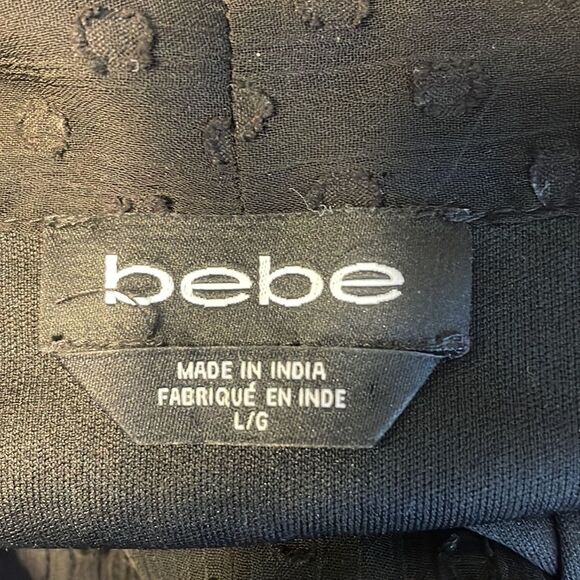 bebe
MADE IN INDIA
FABRIQUÉ EN INDE
L/G